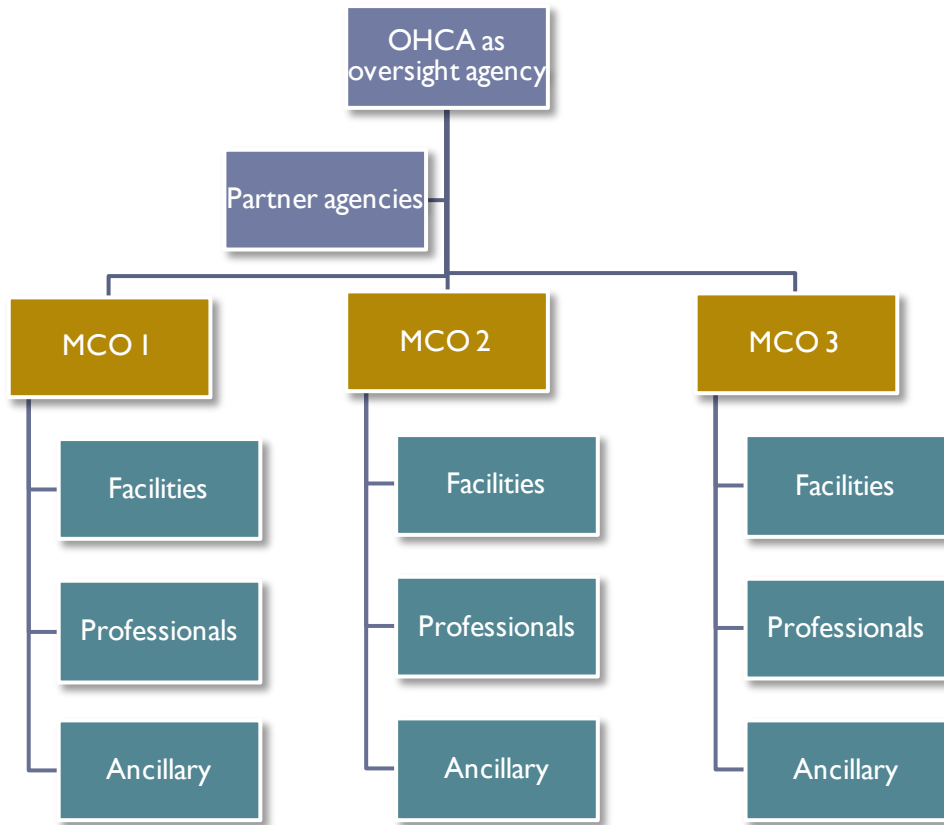 OHCA as
oversight agency
Partner agencies
MCO 1
MCO 2
MCO 3
Facilities
Facilities
Facilities
Professionals
Professionals
Professionals
Ancillary
Ancillary
Ancillary